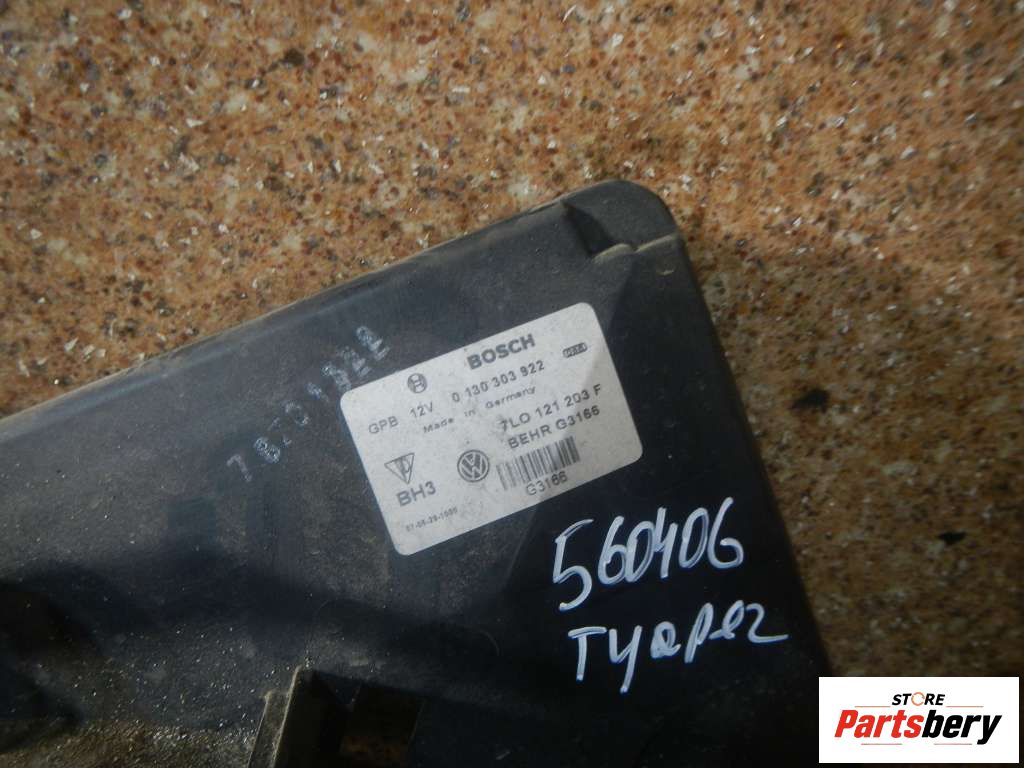 BOSCH
GPB 12V 0 130 303 922
Made in Germany
7L0 121 203 F
BEHR G3166
BH3
G3166
560406
Туарег
STORE
Partsbery